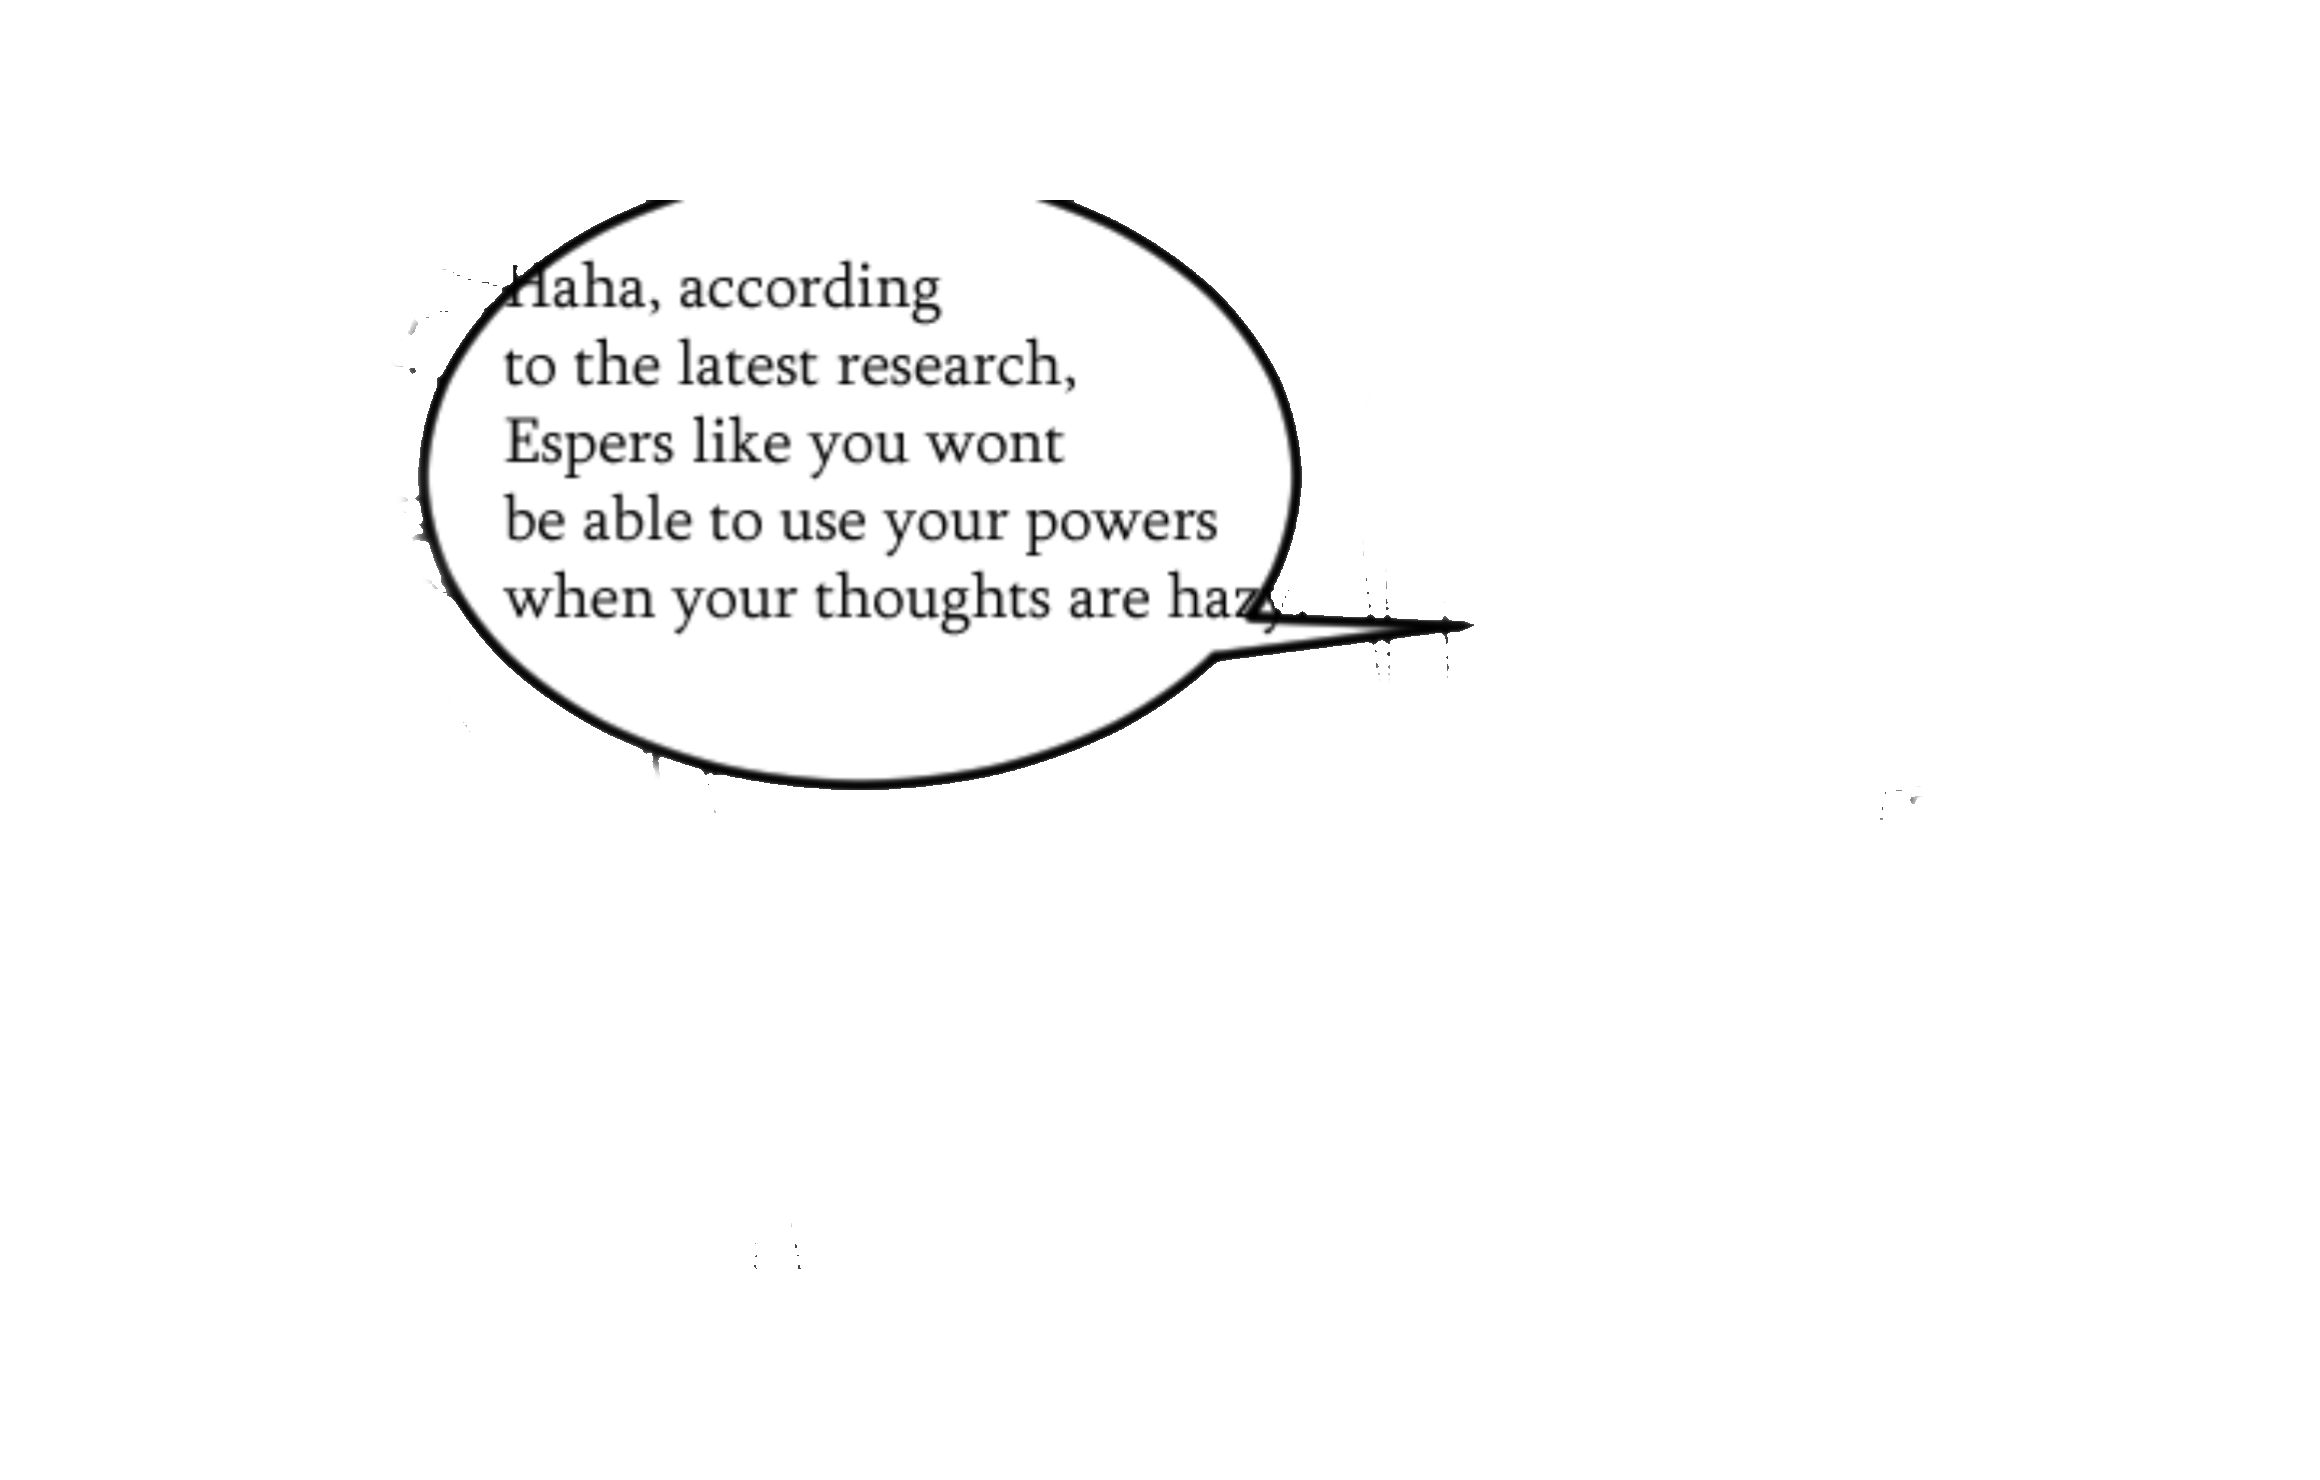 Haha, according
to the latest research,
Espers like you wont
be able to use your powers
when your thoughts are hazy